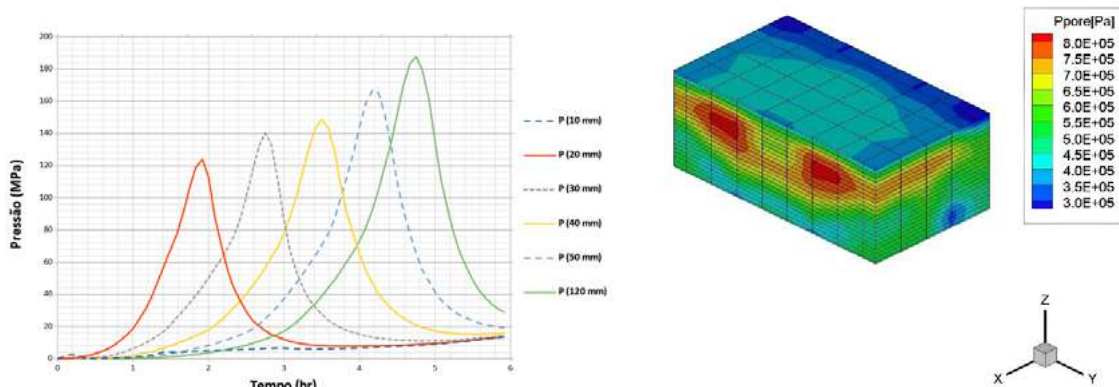 200
180
160
140
120
100
80
60
40
20
0
Pressão (MPa)
0 1 2 3 4 5 6
Tempo (hr)
P (10 mm)
P (20 mm)
P (30 mm)
P (40 mm)
P (50 mm)
P (120 mm)
Ppore[Pa]
8.0E+05
7.5E+05
7.0E+05
6.5E+05
6.0E+05
5.5E+05
5.0E+05
4.5E+05
4.0E+05
3.5E+05
3.0E+05
Z
X
Y